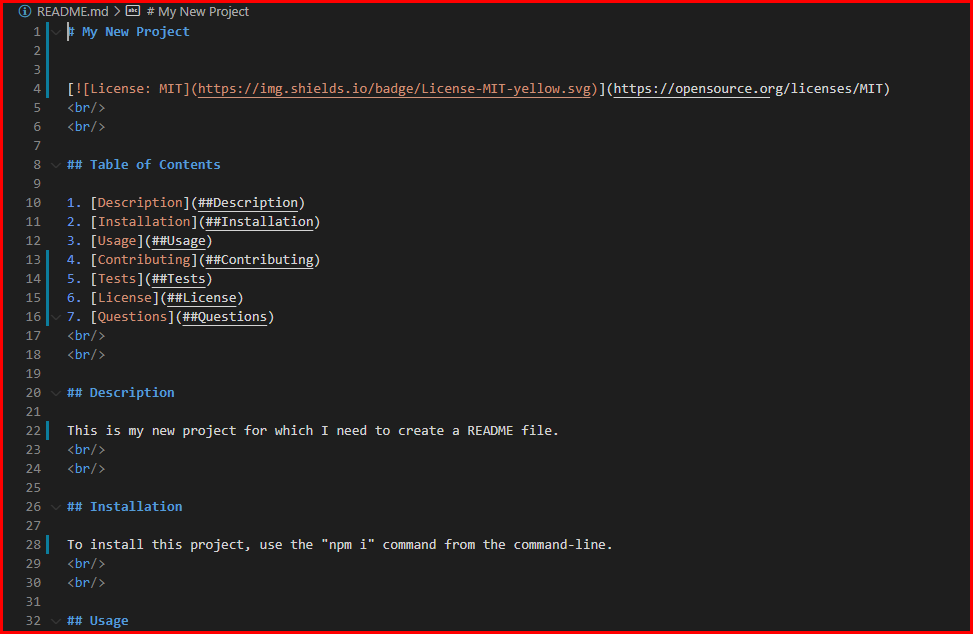 README.md > # My New Project
1 # My New Project
2
3
4 [![License: MIT](https://img.shields.io/badge/License-MIT-yellow.svg)](https://opensource.org/licenses/MIT)
5 <br/>
6 <br/>
7
8 ## Table of Contents
9
10 1. [Description](##Description)
11 2. [Installation](##Installation)
12 3. [Usage](##Usage)
13 4. [Contributing](##Contributing)
14 5. [Tests](##Tests)
15 6. [License](##License)
16 7. [Questions](##Questions)
17 <br/>
18 <br/>
19
20 ## Description
21
22 This is my new project for which I need to create a README file.
23 <br/>
24 <br/>
25
26 ## Installation
27
28 To install this project, use the "npm i" command from the command-line.
29 <br/>
30 <br/>
31
32 ## Usage